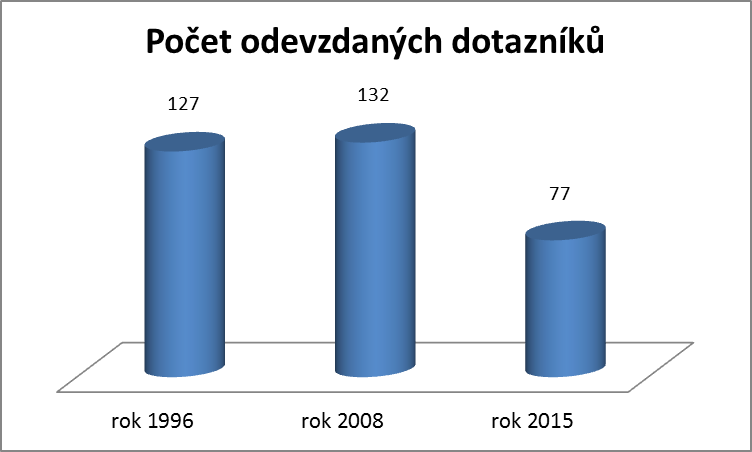 Počet odevzdaných dotazníků
127
132
77
rok 1996
rok 2008
rok 2015